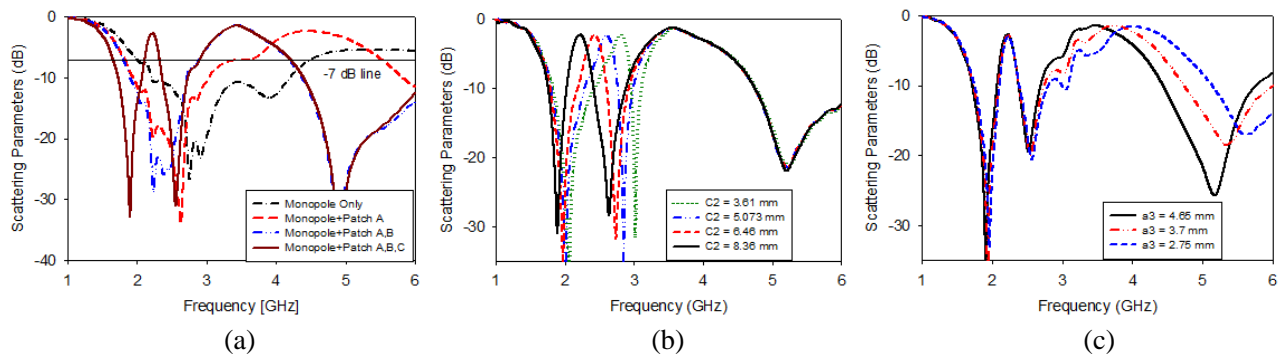 0
-10
-20
-30
-40
1 2 3 4 5 6
Scattering Parameters (dB)
Frequency [GHz]
-7 dB line
Monopole Only
Monopole+Patch A
Monopole+Patch A,B
Monopole+Patch A,B,C
(a)
0
-10
-20
-30
1 2 3 4 5 6
Scattering Parameters (dB)
Frequency (GHz)
C2 = 3.61 mm
C2 = 5.073 mm
C2 = 6.46 mm
C2 = 8.36 mm
(b)
0
-10
-20
-30
1 2 3 4 5 6
Scattering Parameters (dB)
Frequency (GHz)
a3 = 4.65 mm
a3 = 3.7 mm
a3 = 2.75 mm
(c)